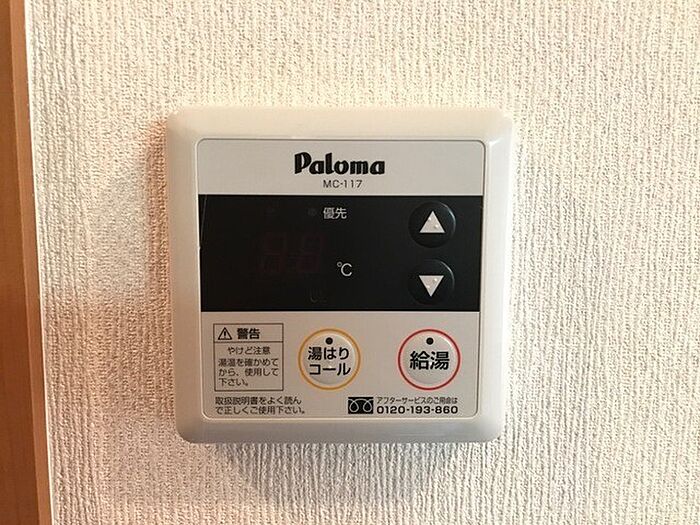 Paloma
MC-117
優先
℃
▲
▼
⚠ 警告
やけど注意
湯温を確かめて
から、使用して
下さい。
湯はり
コール
給湯
取扱説明書をよく読ん
で正しくご使用下さい。
アフターサービスのご用命は
0120-193-860